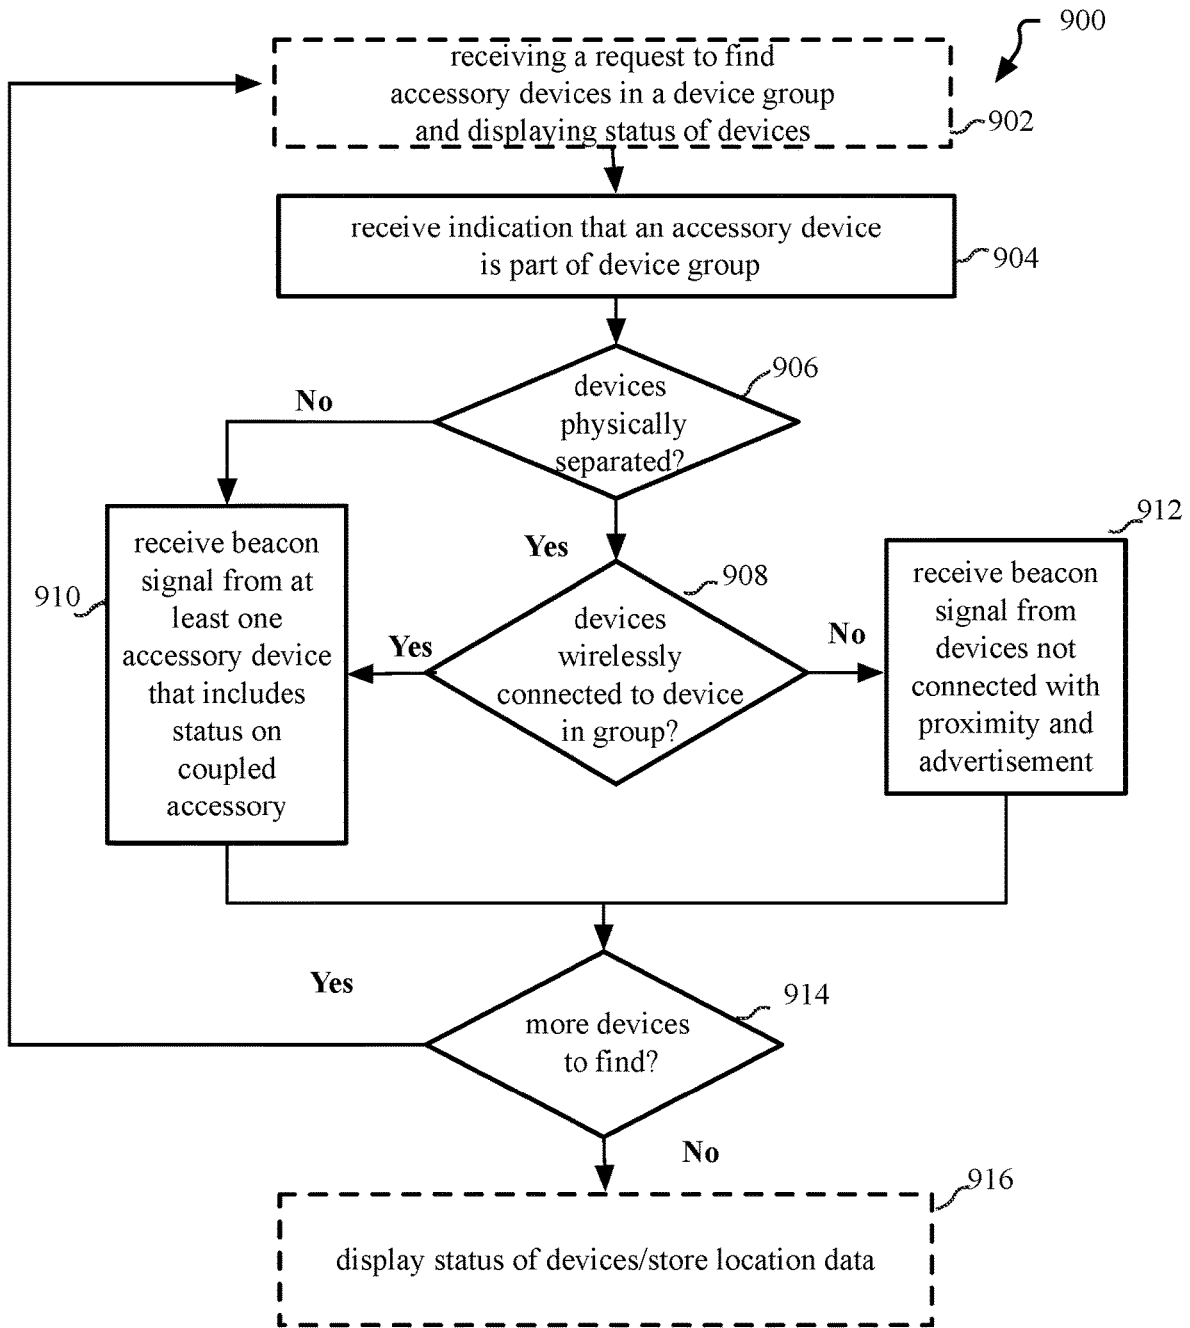 900
receiving a request to find
accessory devices in a device group
and displaying status of devices
902
receive indication that an accessory device
is part of device group
904
906
devices
physically
separated?
No
Yes
908
devices
wirelessly
connected to device
in group?
Yes
No
910
receive beacon
signal from at
least one
accessory device
that includes
status on
coupled
accessory
912
receive beacon
signal from
devices not
connected with
proximity and
advertisement
914
more devices
to find?
Yes
No
916
display status of devices/store location data